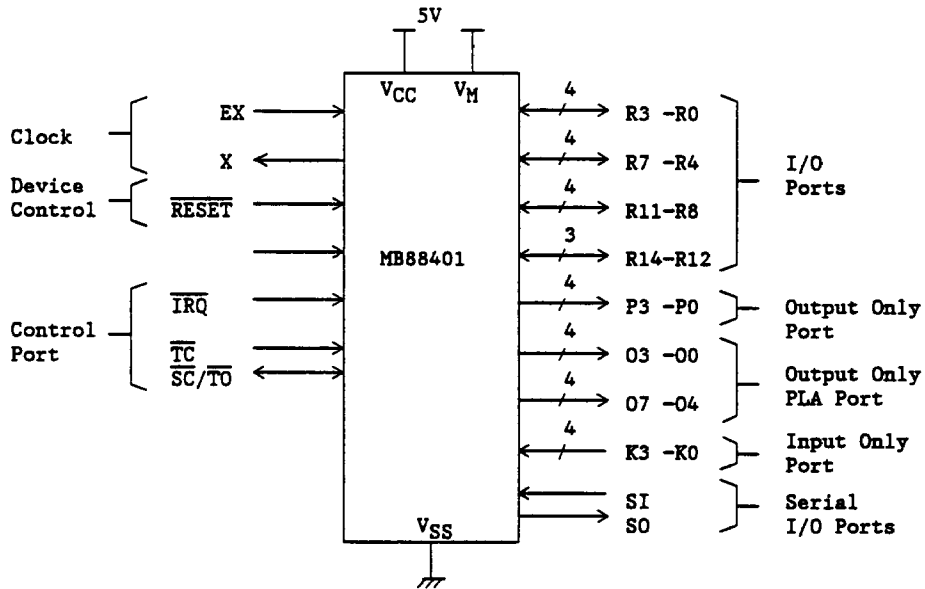 5V
VCC VM
Clock
EX
X
Device
Control
RESET
Control
Port
IRQ
TC
SC/TO
MB88401
VSS
4 R3 -R0
4 R7 -R4
4 R11-R8
3 R14-R12
I/O
Ports
4 P3 -P0
Output Only
Port
4 O3 -O0
4 O7 -O4
Output Only
PLA Port
4 K3 -K0
Input Only
Port
SI
SO
Serial
I/O Ports